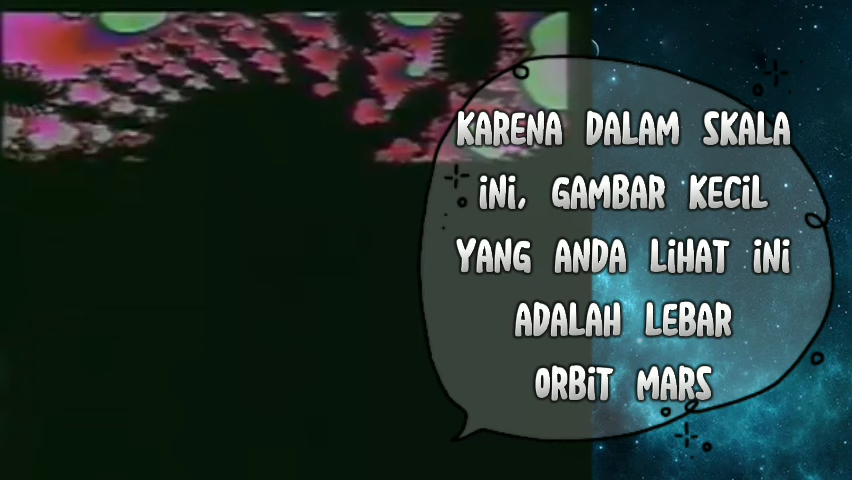 KARENA DALAM SKALA
INI, GAMBAR KECIL
YANG ANDA LIHAT INI
ADALAH LEBAR
ORBIT MARS